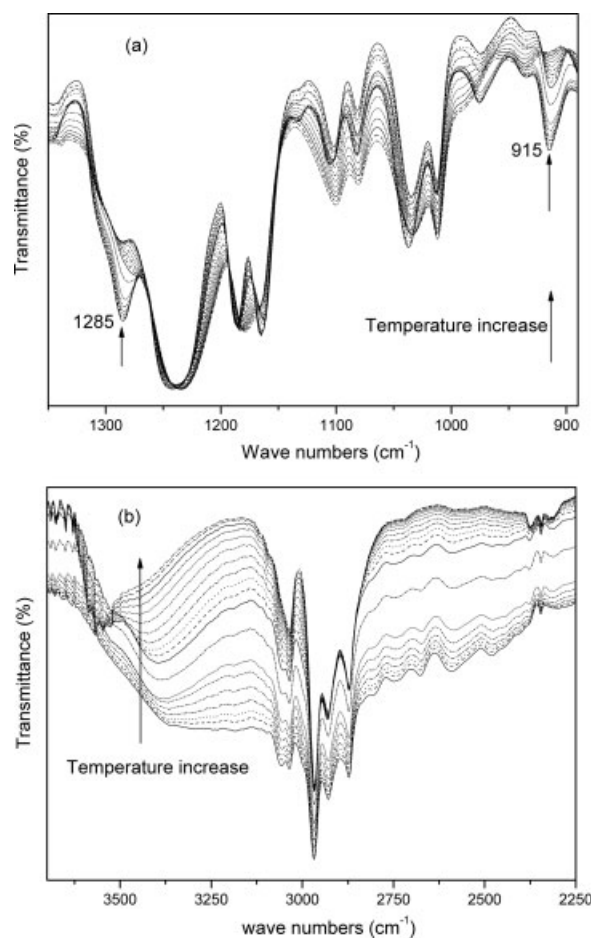 (a)
Transmittance (%)
1285
915
Temperature increase
1300 1200 1100 1000 900
Wave numbers (cm⁻¹)
(b)
Transmittance (%)
Temperature increase
3500 3250 3000 2750 2500 2250
wave numbers (cm⁻¹)